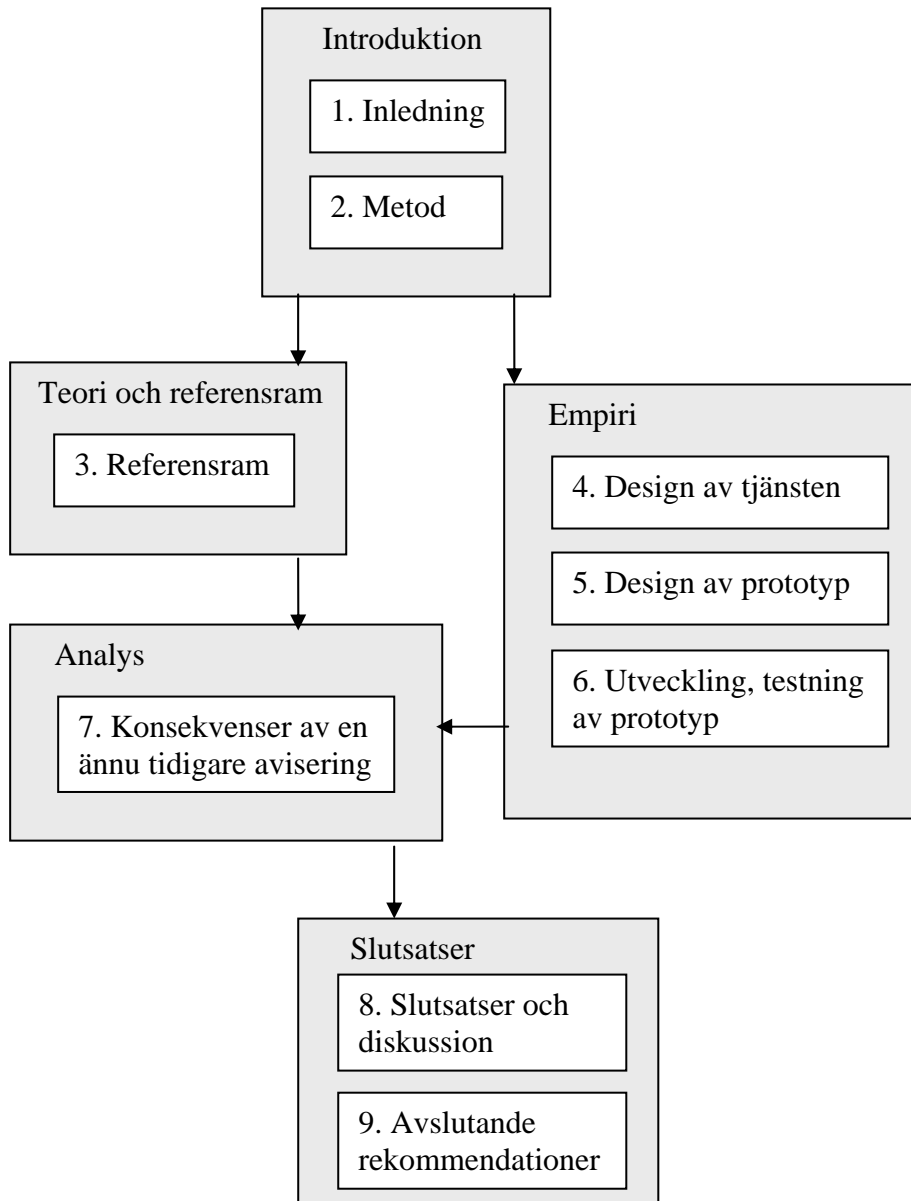 Introduktion
1. Inledning
2. Metod
Teori och referensram
3. Referensram
Empiri
4. Design av tjänsten
5. Design av prototyp
6. Utveckling, testning
av prototyp
Analys
7. Konsekvenser av en
ännu tidigare avisering
Slutsatser
8. Slutsatser och
diskussion
9. Avslutande
rekommendationer